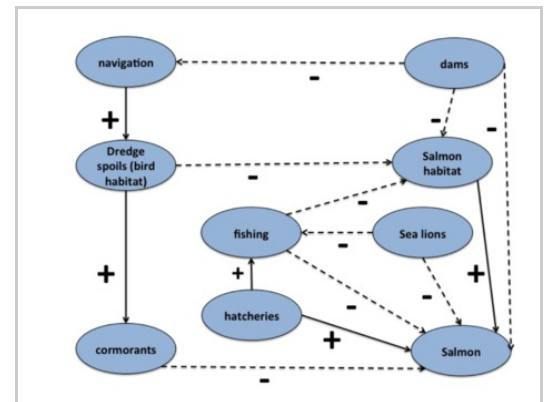 navigation
dams
-
+
-
-
Dredge
spoils (bird
habitat)
Salmon
habitat
-
-
fishing
Sea lions
-
+
+
+
-
-
hatcheries
+
cormorants
Salmon
-